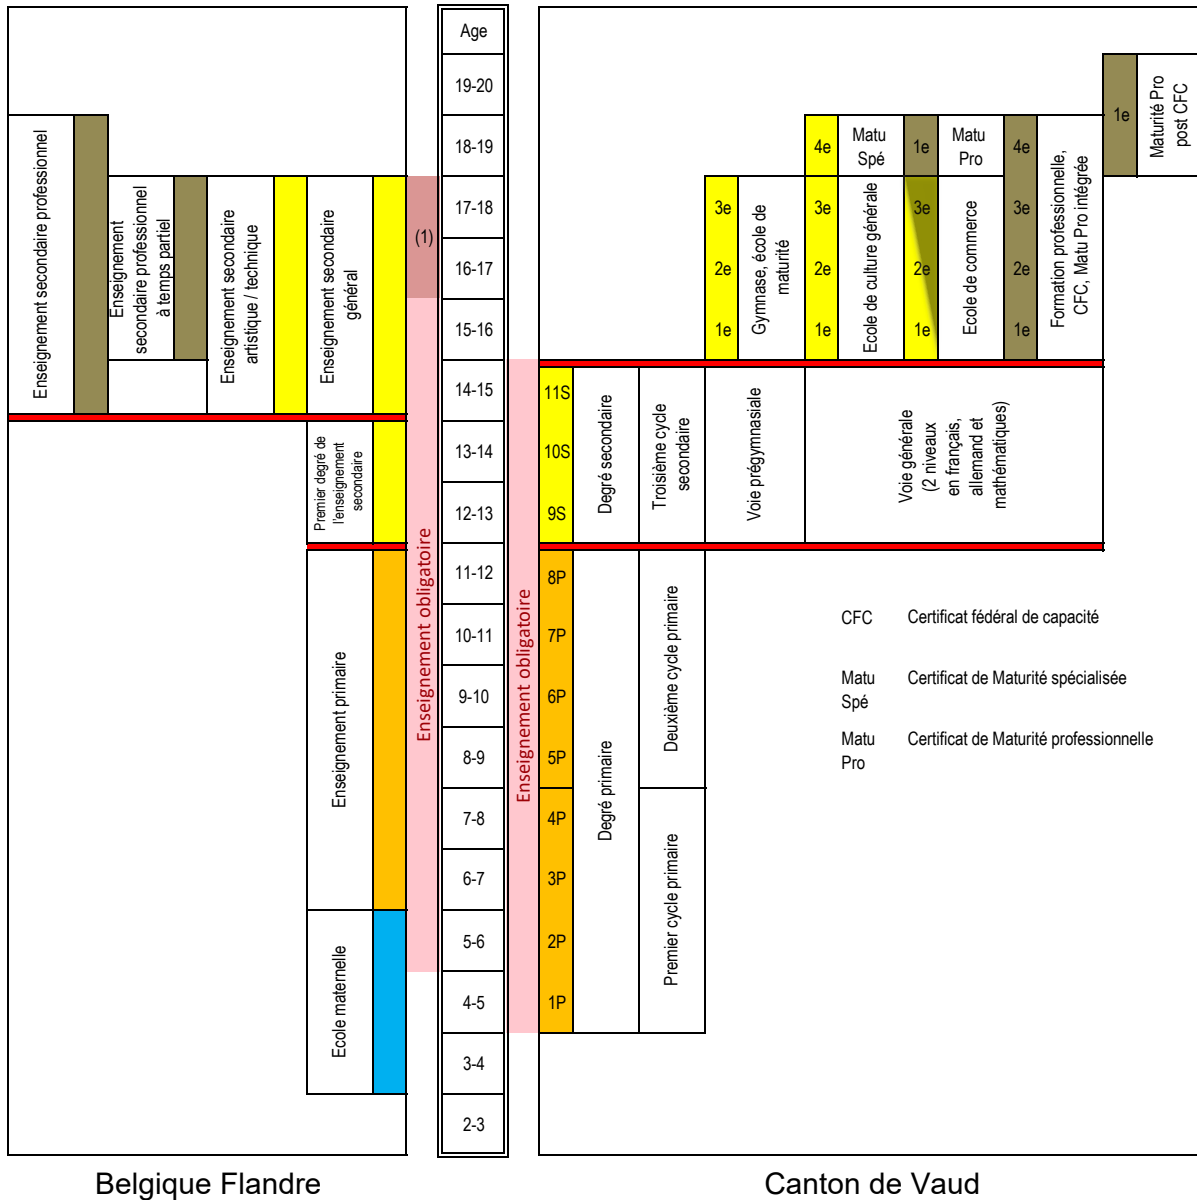 Age
19-20
18-19
17-18
16-17
15-16
14-15
13-14
12-13
11-12
10-11
9-10
8-9
7-8
6-7
5-6
4-5
3-4
2-3
Enseignement secondaire professionnel
Enseignement
secondaire professionnel
à temps partiel
Enseignement secondaire
artistique / technique
Enseignement secondaire
général
Premier degré de
l'enseignement
secondaire
Enseignement primaire
Ecole maternelle
(1)
Enseignement obligatoire
Enseignement obligatoire
1e
Maturité Pro
post CFC
4e
Matu
Spé
1e
Matu
Pro
4e
3e
2e
1e
Gymnase, école de
maturité
3e
2e
1e
Ecole de culture générale
3e
2e
1e
Ecole de commerce
3e
2e
1e
Formation professionnelle,
CFC, Matu Pro intégrée
11S
10S
9S
Degré secondaire
Troisième cycle
secondaire
Voie prégymnasiale
Voie générale
(2 niveaux
en français,
allemand et
mathématiques)
8P
7P
6P
5P
4P
3P
2P
1P
Degré primaire
Deuxième cycle primaire
Premier cycle primaire
CFC Certificat fédéral de capacité
Matu Certificat de Maturité spécialisée
Spé
Matu Certificat de Maturité professionnelle
Pro
Belgique Flandre
Canton de Vaud